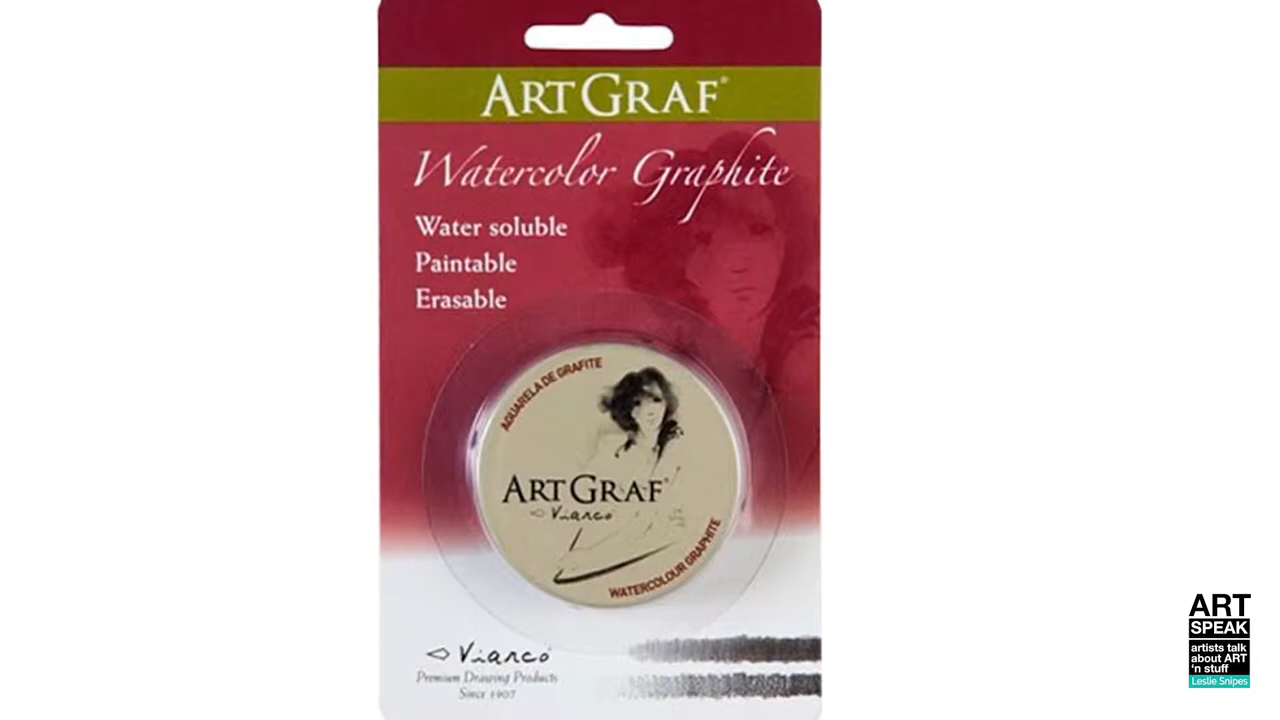 ARTGRAF®
Watercolor Graphite
Water soluble
Paintable
Erasable
AGUARELA DE GRAFITE
ARTGRAF®
Viarco
WATERCOLOUR GRAPHITE
Viarco
Premium Drawing Products
Since 1907
ART
SPEAK
artists talk
about ART
'n stuff
Leslie Snipes